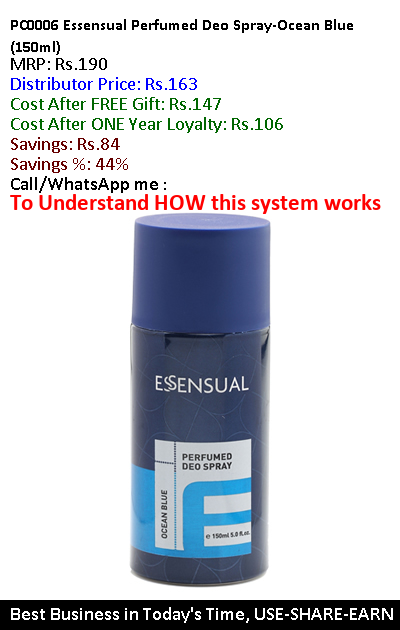 PC0006 Essensual Perfumed Deo Spray-Ocean Blue
(150ml)
MRP: Rs.190
Distributor Price: Rs.163
Cost After FREE Gift: Rs.147
Cost After ONE Year Loyalty: Rs.106
Savings: Rs.84
Savings %: 44%
Call/WhatsApp me :
To Understand HOW this system works
ESSENSUAL
PERFUMED
DEO SPRAY
OCEAN BLUE
e 150ml 5.0 fl.oz.
Best Business in Today's Time, USE-SHARE-EARN